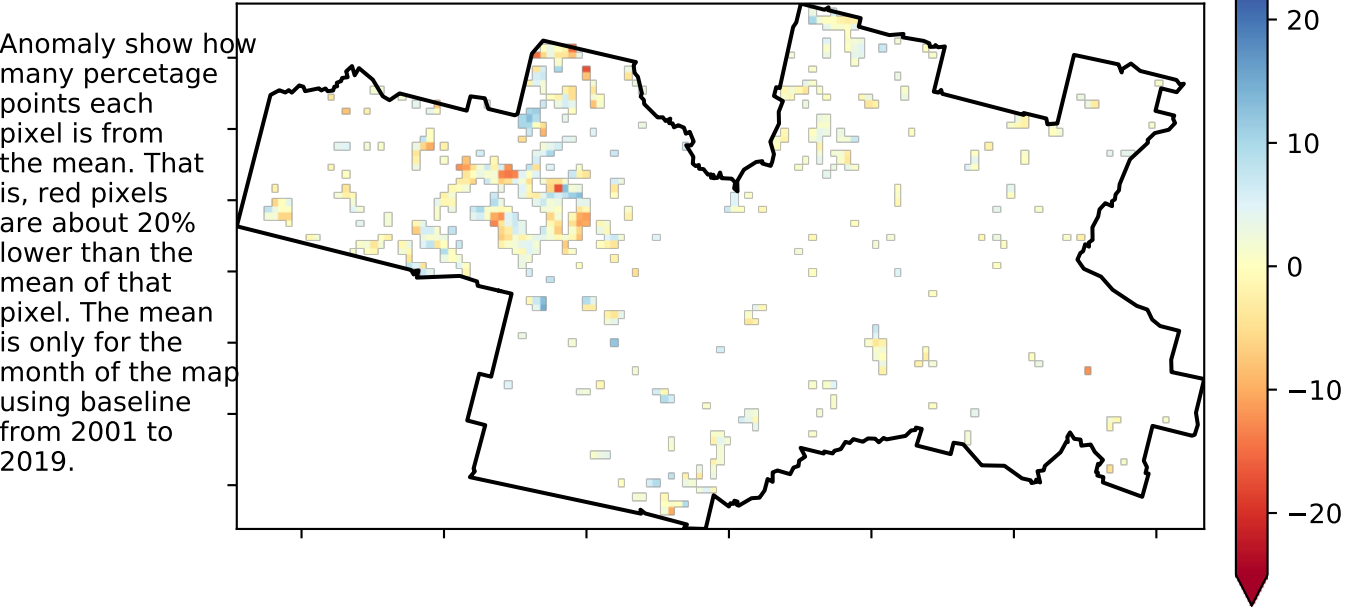 Anomaly show how
many percetage
points each
pixel is from
the mean. That
is, red pixels
are about 20%
lower than the
mean of that
pixel. The mean
is only for the
month of the map
using baseline
from 2001 to
2019.
20
10
0
−10
−20